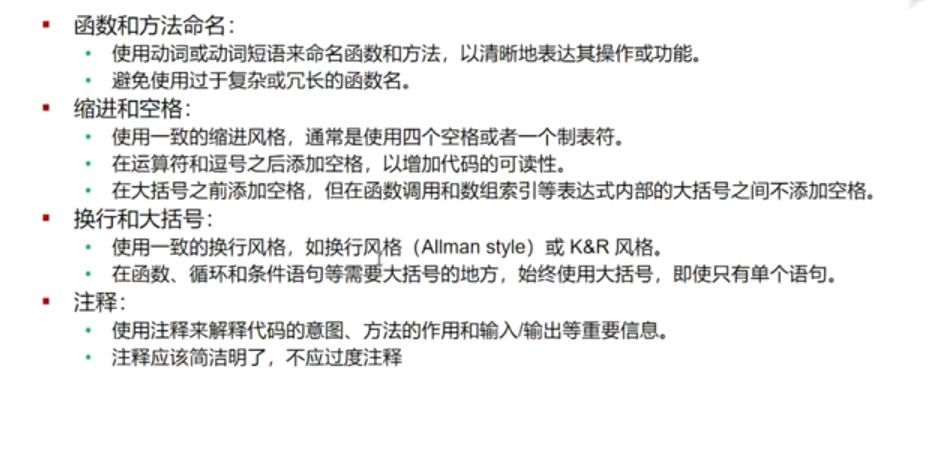 函数和方法命名：
使用动词或动词短语来命名函数和方法，以清晰地表达其操作或功能。
避免使用过于复杂或冗长的函数名。
缩进和空格：
使用一致的缩进风格，通常是使用四个空格或者一个制表符。
在运算符和逗号之后添加空格，以增加代码的可读性。
在大括号之前添加空格，但在函数调用和数组索引等表达式内部的大括号之间不添加空格。
换行和大括号：
使用一致的换行风格，如换行风格（Allman style）或 K&R 风格。
在函数、循环和条件语句等需要大括号的地方，始终使用大括号，即使只有单个语句。
注释：
使用注释来解释代码的意图、方法的作用和输入/输出等重要信息。
注释应该简洁明了，不应过度注释